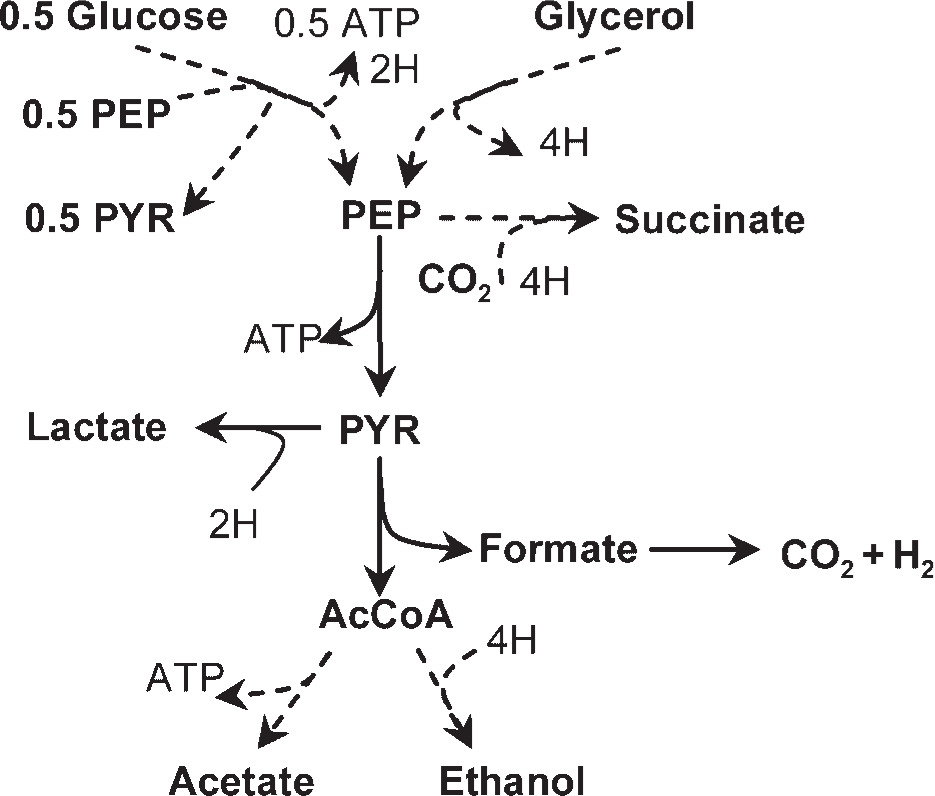 0.5 Glucose
0.5 ATP
Glycerol
2H
0.5 PEP
4H
0.5 PYR
PEP
Succinate
CO₂
4H
ATP
Lactate
PYR
2H
Formate
CO₂ + H₂
AcCoA
4H
ATP
Acetate
Ethanol